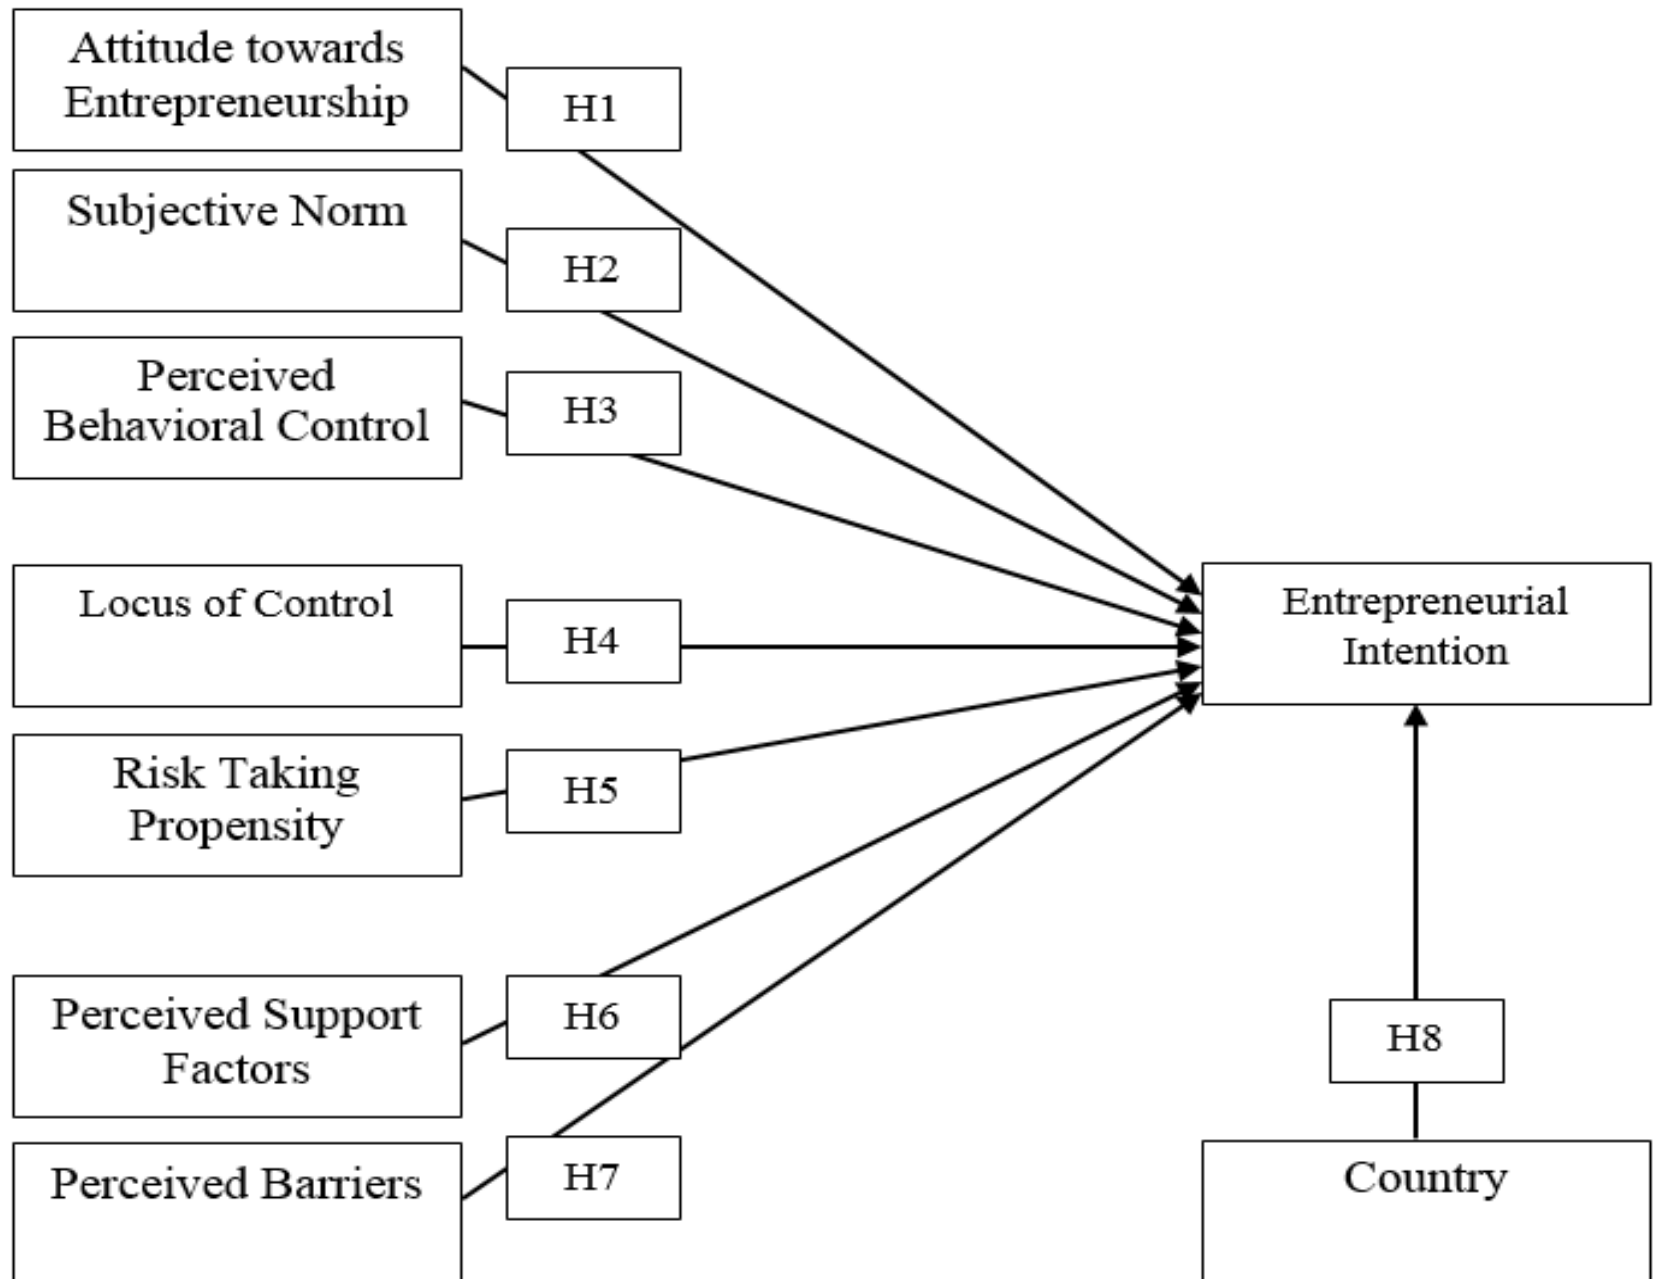 Attitude towards
Entrepreneurship
H1
Subjective Norm
H2
Perceived
Behavioral Control
H3
Locus of Control
H4
Risk Taking
Propensity
H5
Perceived Support
Factors
H6
Perceived Barriers
H7
Entrepreneurial
Intention
H8
Country